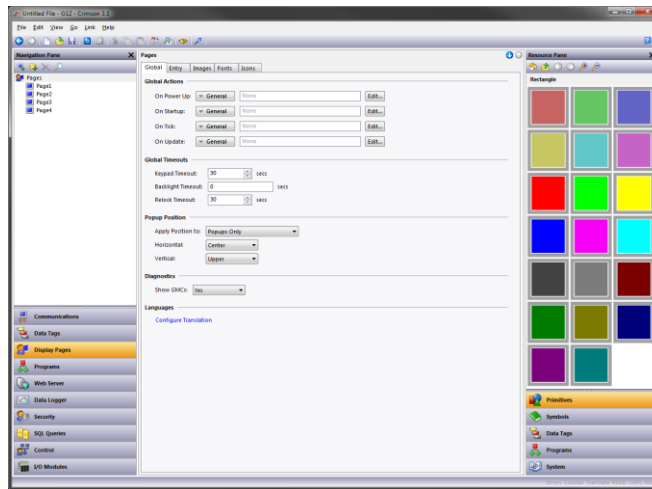 Untitled File - G12 - Crimson 3.1
File Edit View Go Link Help
Navigation Pane
Pages
Page1
Page2
Page3
Page4
Communications
Data Tags
Display Pages
Programs
Web Server
Data Logger
Security
SQL Queries
Control
I/O Modules
Pages
Global Entry Images Fonts Icons
Global Actions
On Power Up: General None Edit...
On Startup: General None Edit...
On Tick: General None Edit...
On Update: General None Edit...
Global Timeouts
Keypad Timeout: 30 secs
Backlight Timeout: 0 secs
Relock Timeout: 30 secs
Popup Position
Apply Position to: Popups Only
Horizontal: Center
Vertical: Upper
Diagnostics
Show GMCs: Yes
Languages
Configure Translation
Resource Pane
Rectangle
Primitives
Symbols
Data Tags
Programs
System
Circular Translate READ CAPS